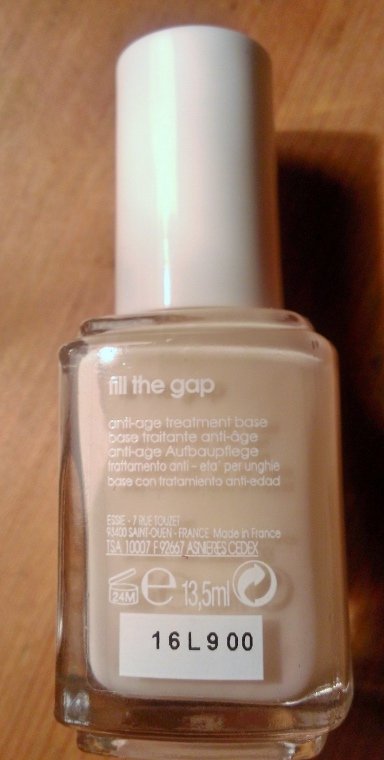 fill the gap
anti-age treatment base
base traitante anti-âge
anti-age Aufbaupflege
trattamento anti - eta' per unghie
base con tratamiento anti-edad
ESSIE - 7 RUE TOUZET
93400 SAINT-OUEN - FRANCE Made in France
TSA 10007 F 92667 ASNIERES CEDEX
24M e 13,5ml
16L900